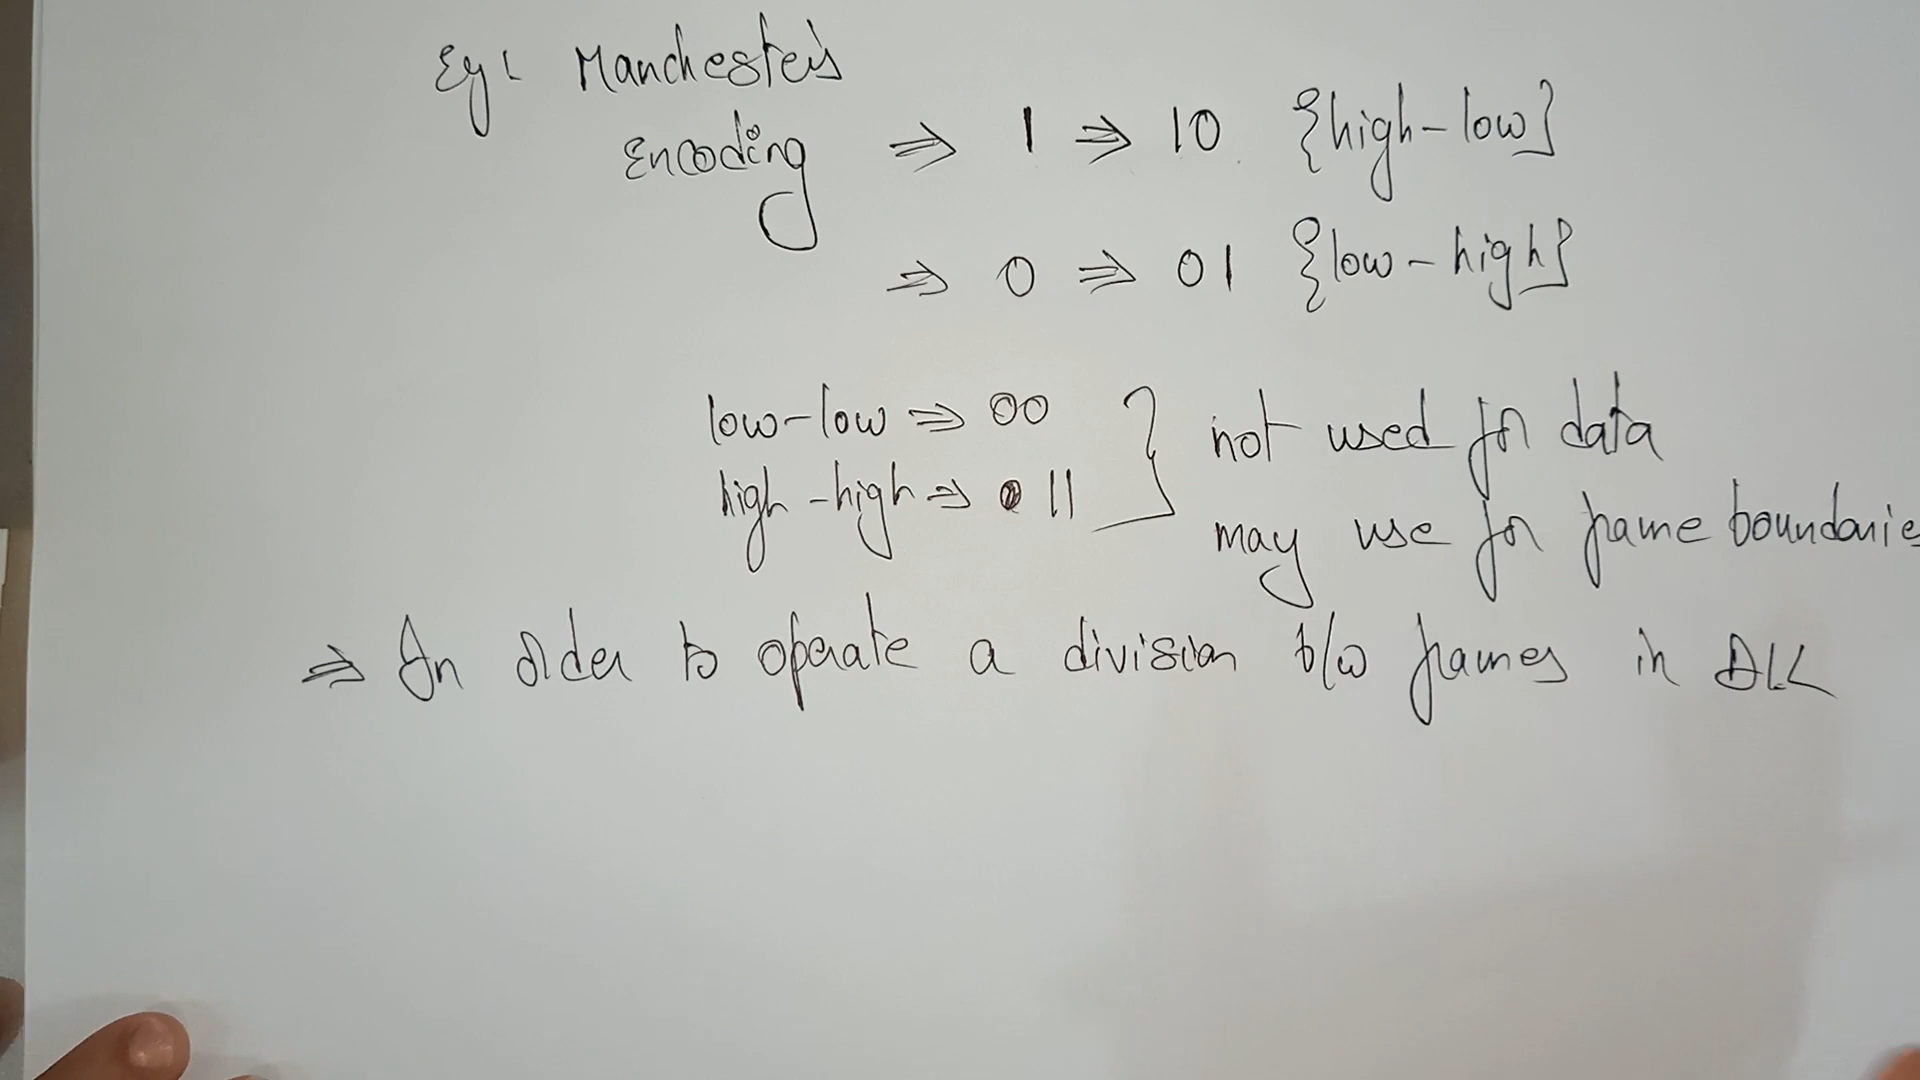 Eg: Manchester's
Encoding ⇒ 1 ⇒ 10 {high-low}
⇒ 0 ⇒ 01 {low-high}
low-low ⇒ 00 } not used for data
high-high ⇒ 11 may use for frame boundarie
⇒ In order to operate a division b/w frames in DLL